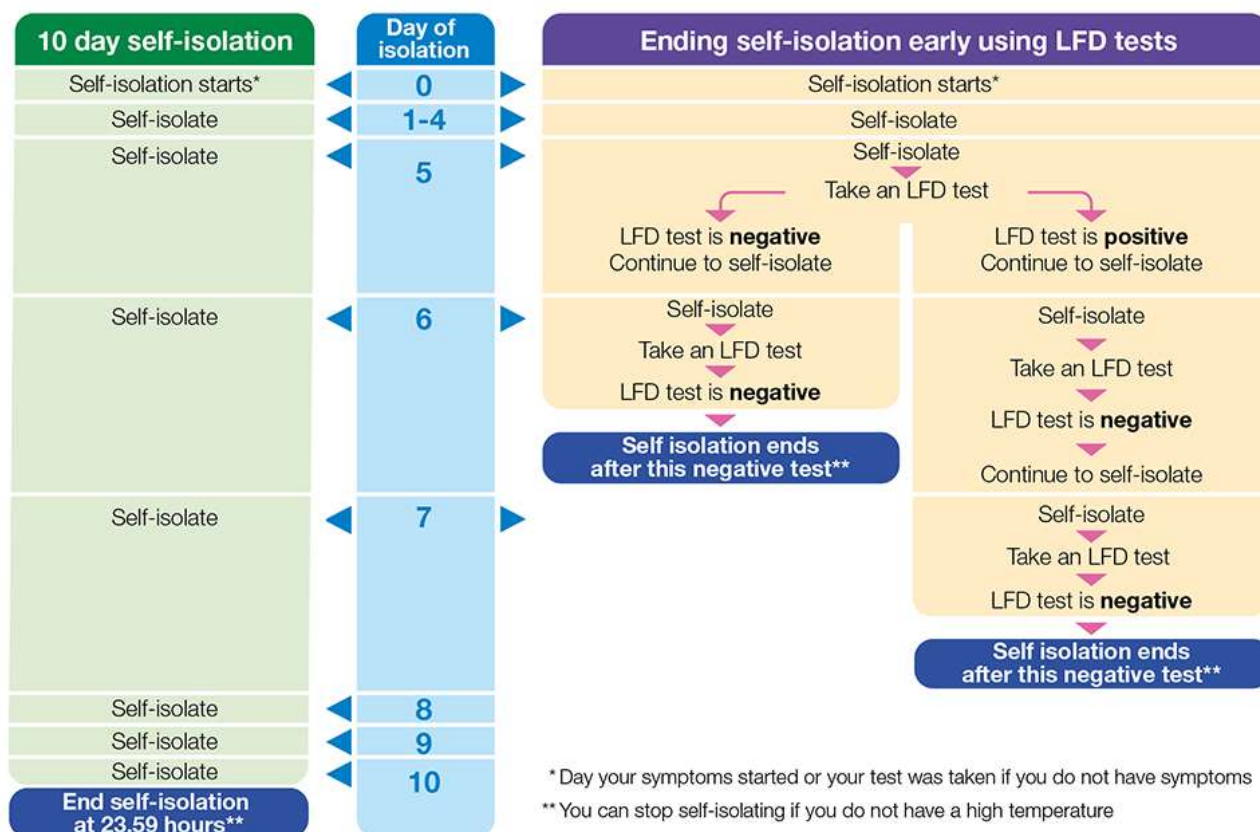 10 day self-isolation
Day of
isolation
Ending self-isolation early using LFD tests
Self-isolation starts*
0
Self-isolation starts*
Self-isolate
1-4
Self-isolate
Self-isolate
5
Self-isolate
Take an LFD test
LFD test is negative
Continue to self-isolate
LFD test is positive
Continue to self-isolate
Self-isolate
6
Self-isolate
Take an LFD test
LFD test is negative
Self isolation ends
after this negative test**
Self-isolate
Take an LFD test
LFD test is negative
Continue to self-isolate
Self-isolate
7
Self-isolate
Take an LFD test
LFD test is negative
Self isolation ends
after this negative test**
Self-isolate
8
Self-isolate
9
Self-isolate
10
End self-isolation
at 23.59 hours**
* Day your symptoms started or your test was taken if you do not have symptoms
** You can stop self-isolating if you do not have a high temperature